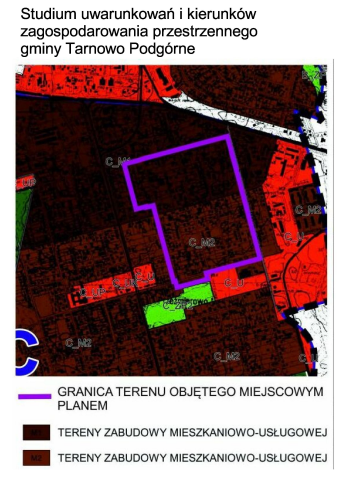 Studium uwarunkowań i kierunków
zagospodarowania przestrzennego
gminy Tarnowo Podgórne
C_M2
C_M2
C_M2
C_M2
C
GRANICA TERENU OBJĘTEGO MIEJSCOWYM
PLANEM
TERENY ZABUDOWY MIESZKANIOWO-USŁUGOWEJ
M2 TERENY ZABUDOWY MIESZKANIOWO-USŁUGOWEJ